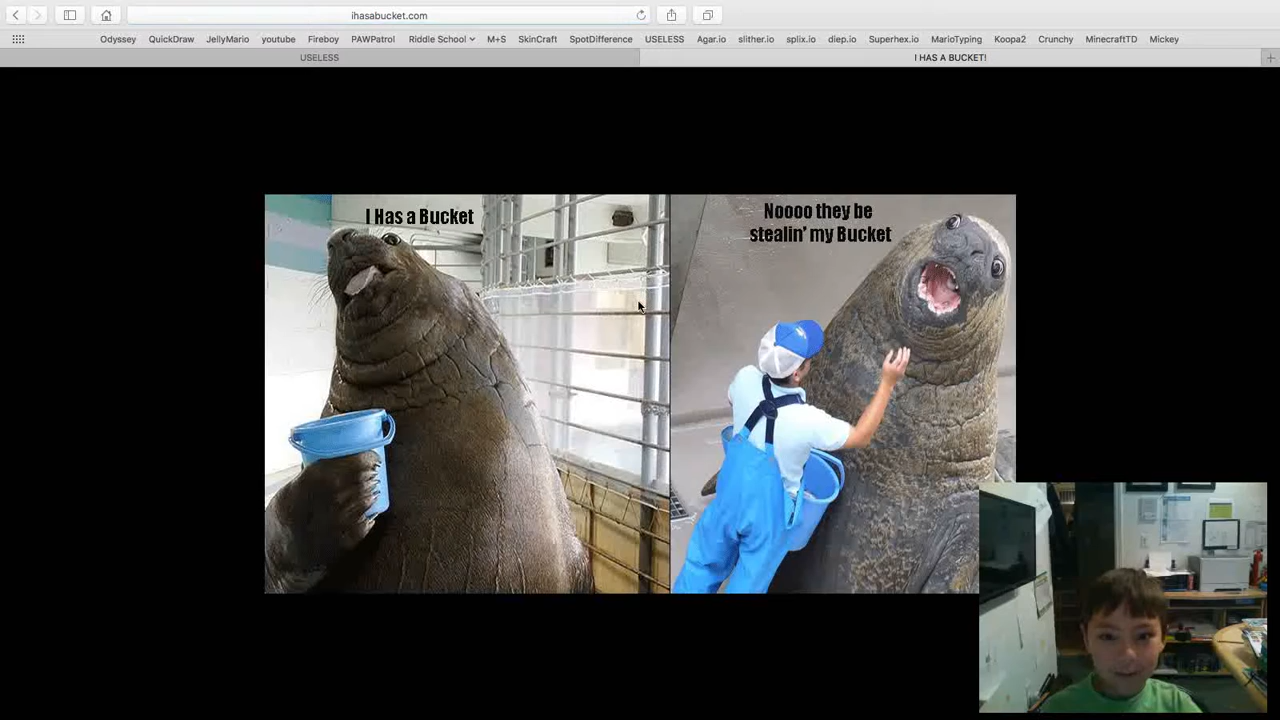 ihasabucket.com
Odyssey QuickDraw JellyMario youtube Fireboy PAWPatrol Riddle School M+S SkinCraft SpotDifference USELESS Agar.io slither.io splix.io diep.io Superhex.io MarioTyping Koopa2 Crunchy MinecraftTD Mickey
USELESS I HAS A BUCKET!
I Has a Bucket
Noooo they be
stealin' my Bucket